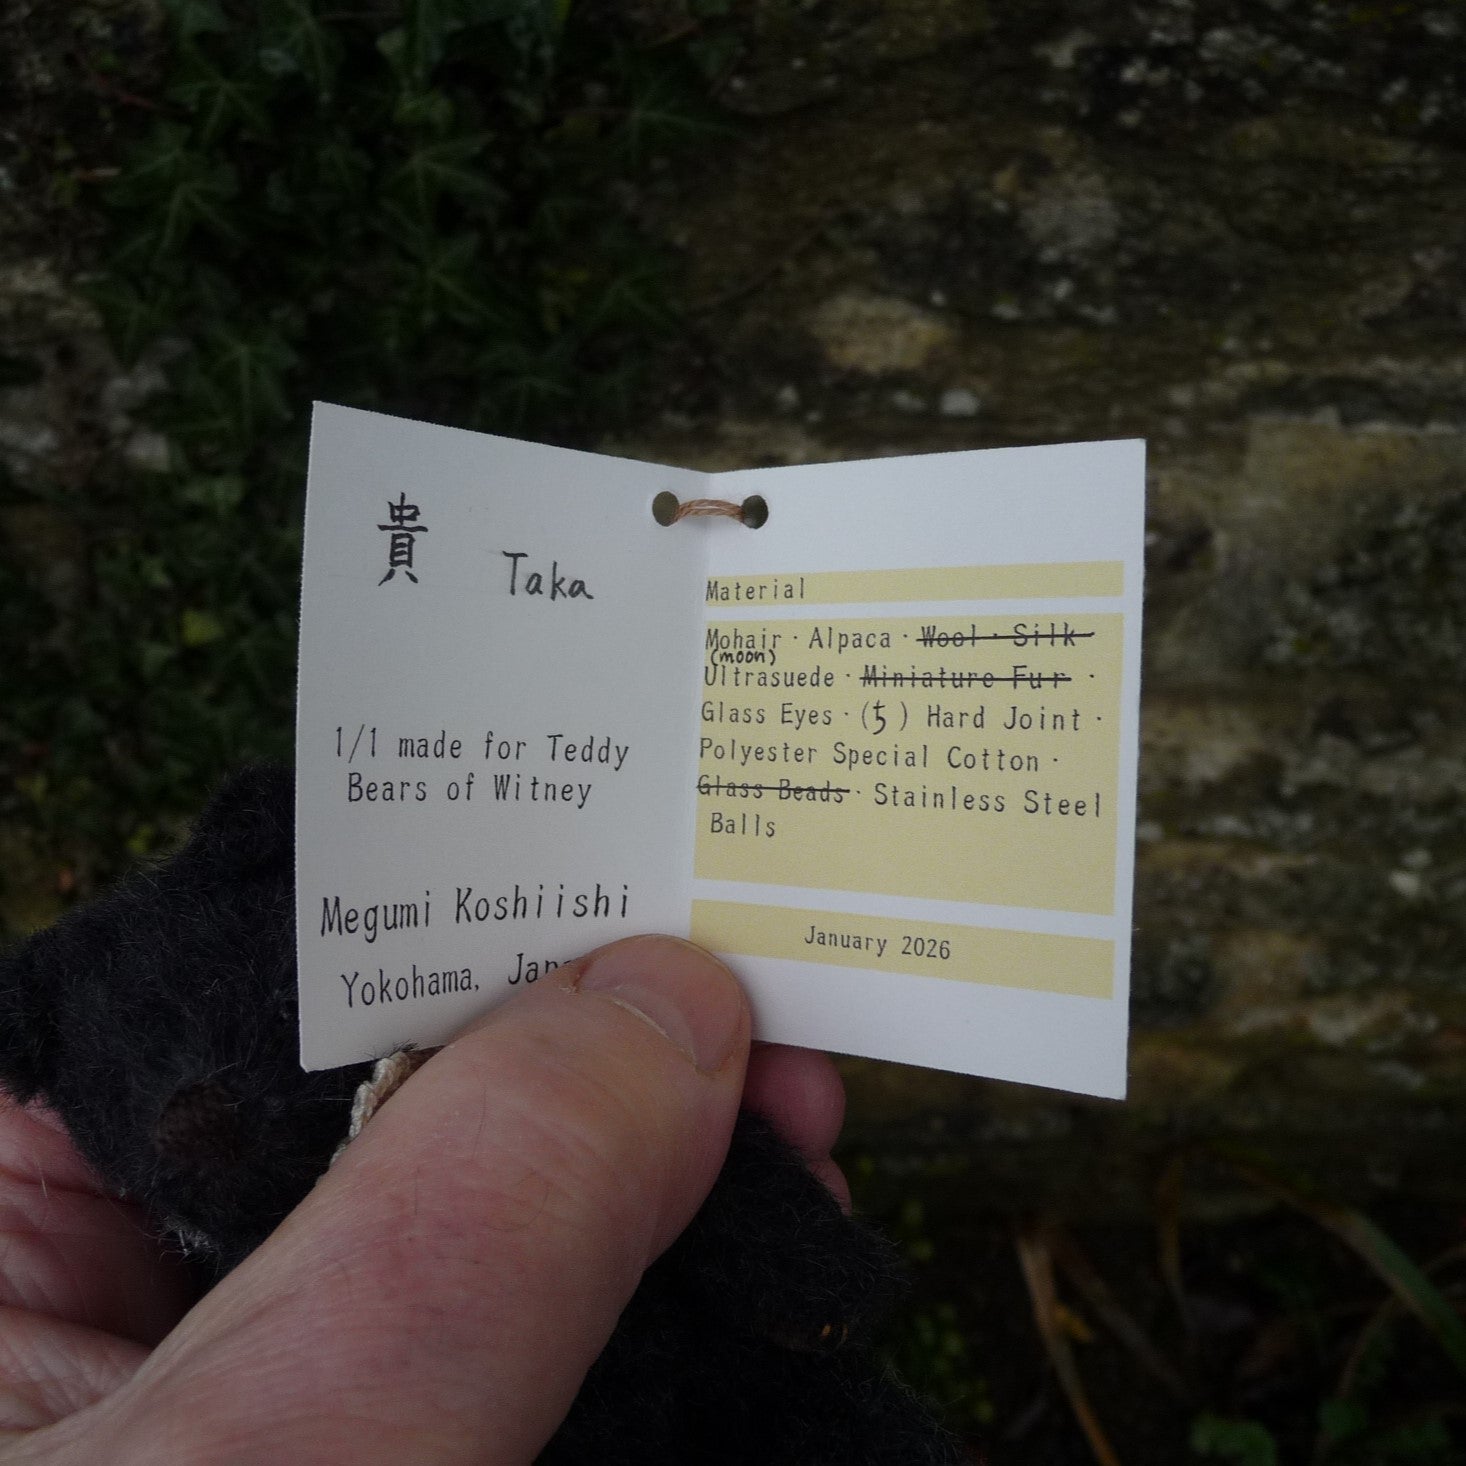 貴 Taka
1/1 made for Teddy
Bears of Witney
Megumi Koshiishi
Yokohama,
Material
Mohair · Alpaca · Wool · Silk
(moon)
Ultrasuede · Miniature Fur ·
Glass Eyes · (5) Hard Joint ·
Polyester Special Cotton ·
Glass Beads · Stainless Steel
Balls
January 2026